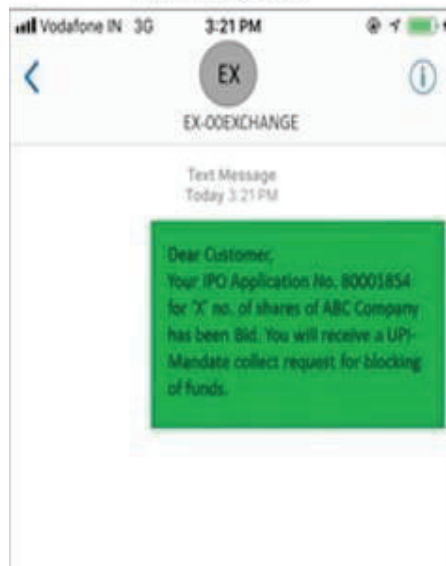 Vodafone IN 3G 3:21 PM
EX
EX-OOEXCHANGE
Text Message
Today 3:21 PM
Dear Customer,
Your IPO Application No. 80001854
for 'X' no. of shares of ABC Company
has been Bid. You will receive a UPI-
Mandate collect request for blocking
of funds.